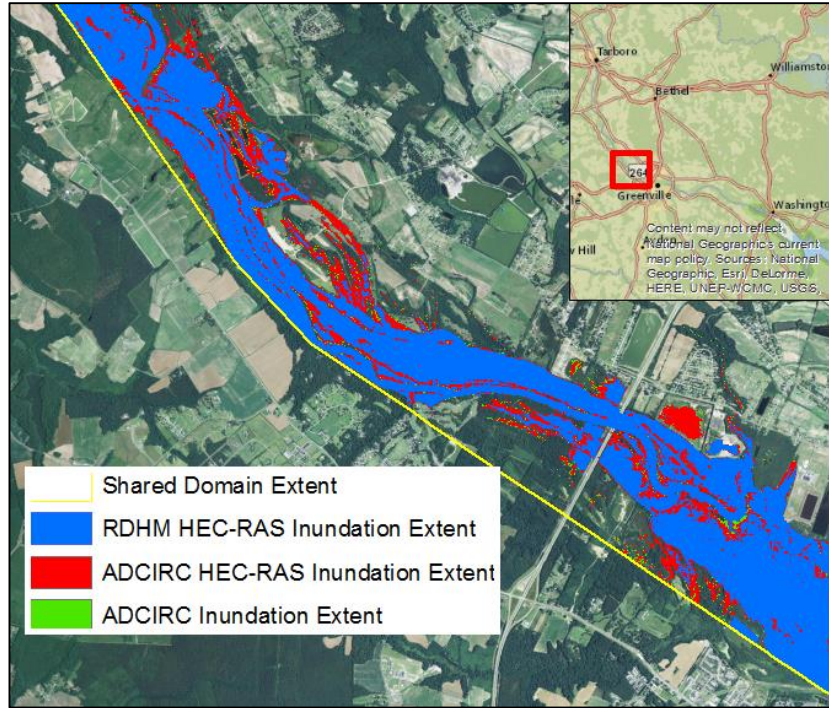 Tarboro
Williamston
Bethel
264
Greenville
Washington
Content may not reflect
National Geographic's current
map policy. Sources: National
Geographic, Esri, DeLorme,
HERE, UNEP-WCMC, USGS,
Hill
Shared Domain Extent
RDHM HEC-RAS Inundation Extent
ADCIRC HEC-RAS Inundation Extent
ADCIRC Inundation Extent